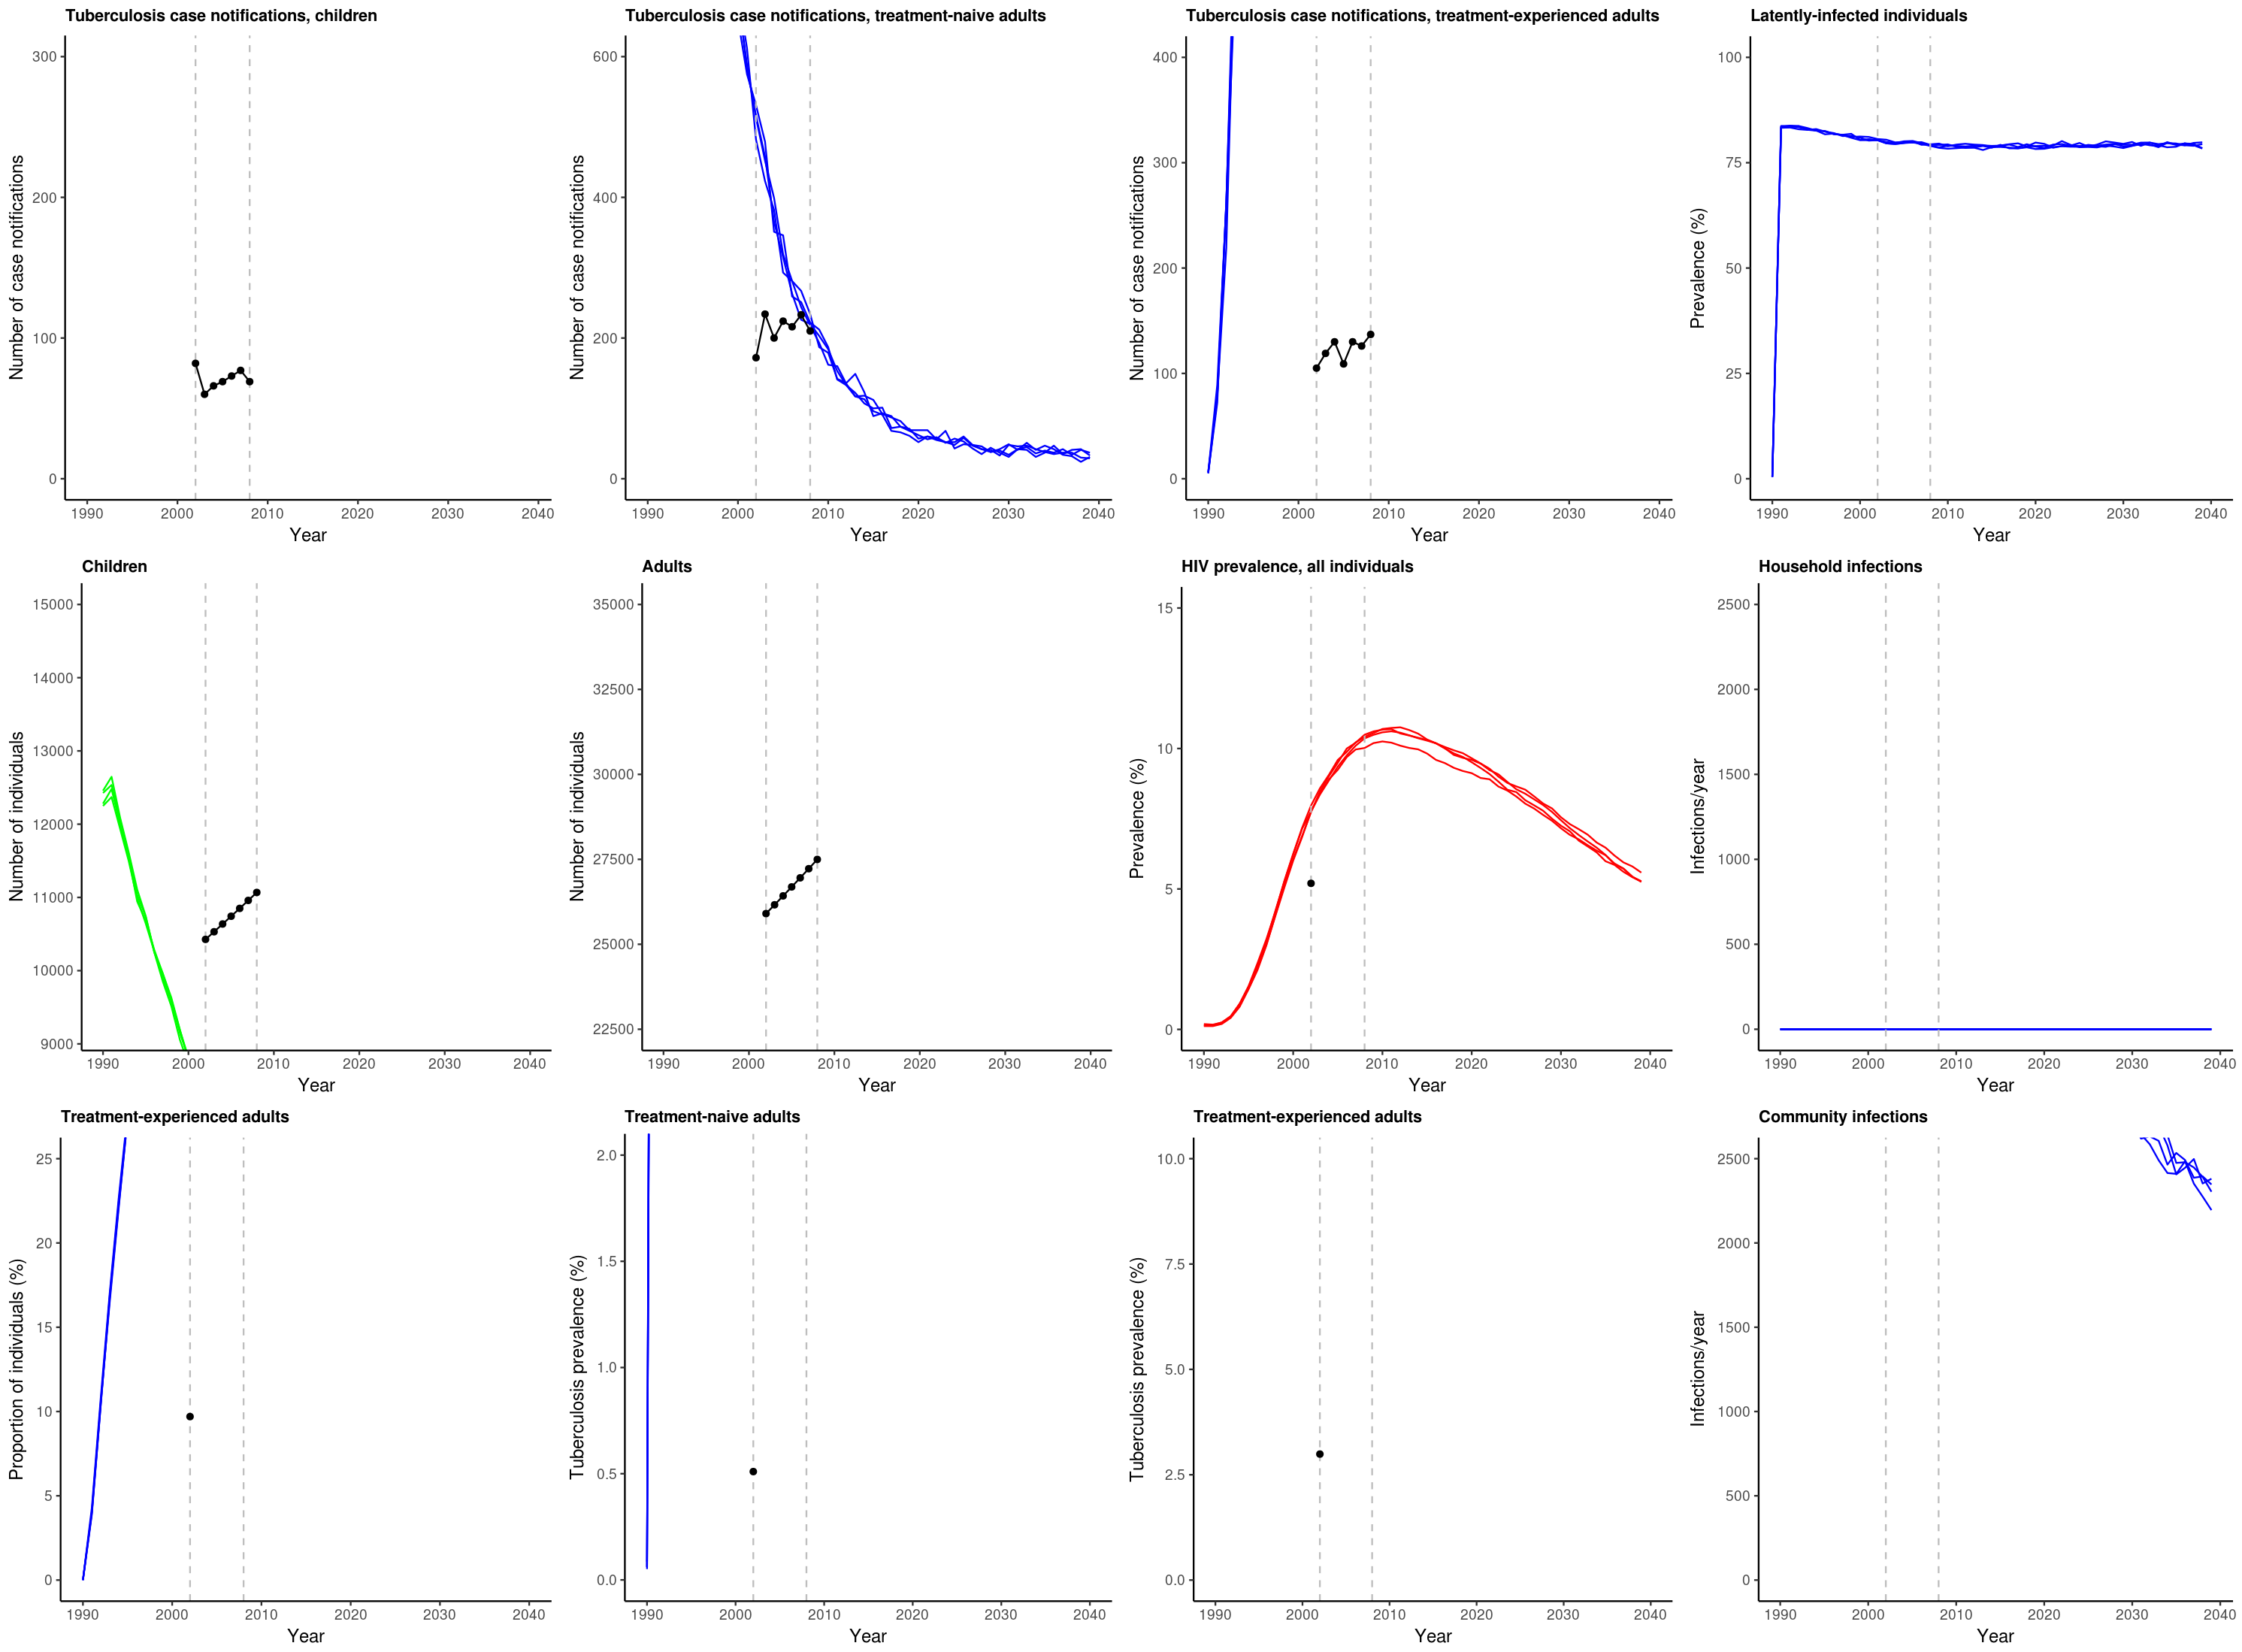 Tuberculosis case notifications, children
Number of case notifications
300
200
100
0
1990 2000 2010 2020 2030 2040
Year
Tuberculosis case notifications, treatment-naive adults
Number of case notifications
600
400
200
0
1990 2000 2010 2020 2030 2040
Year
Tuberculosis case notifications, treatment-experienced adults
Number of case notifications
400
300
200
100
0
1990 2000 2010 2020 2030 2040
Year
Latently-infected individuals
Prevalence (%)
100
75
50
25
0
1990 2000 2010 2020 2030 2040
Year
Children
Number of individuals
15000
14000
13000
12000
11000
10000
9000
1990 2000 2010 2020 2030 2040
Year
Adults
Number of individuals
35000
32500
30000
27500
25000
22500
1990 2000 2010 2020 2030 2040
Year
HIV prevalence, all individuals
Prevalence (%)
15
10
5
0
1990 2000 2010 2020 2030 2040
Year
Household infections
Infections/year
2500
2000
1500
1000
500
0
1990 2000 2010 2020 2030 2040
Year
Treatment-experienced adults
Proportion of individuals (%)
25
20
15
10
5
0
1990 2000 2010 2020 2030 2040
Year
Treatment-naive adults
Tuberculosis prevalence (%)
2.0
1.5
1.0
0.5
0.0
1990 2000 2010 2020 2030 2040
Year
Treatment-experienced adults
Tuberculosis prevalence (%)
10.0
7.5
5.0
2.5
0.0
1990 2000 2010 2020 2030 2040
Year
Community infections
Infections/year
2500
2000
1500
1000
500
0
1990 2000 2010 2020 2030 2040
Year